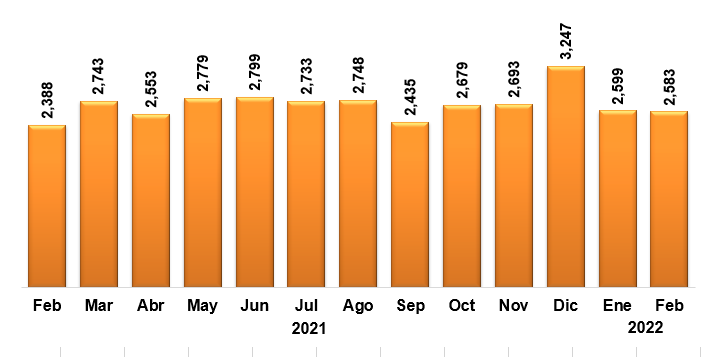 2,388 2,743 2,553 2,779 2,799 2,733 2,748 2,435 2,679 2,693 3,247 2,599 2,583
Feb Mar Abr May Jun Jul Ago Sep Oct Nov Dic Ene Feb
2021 2022